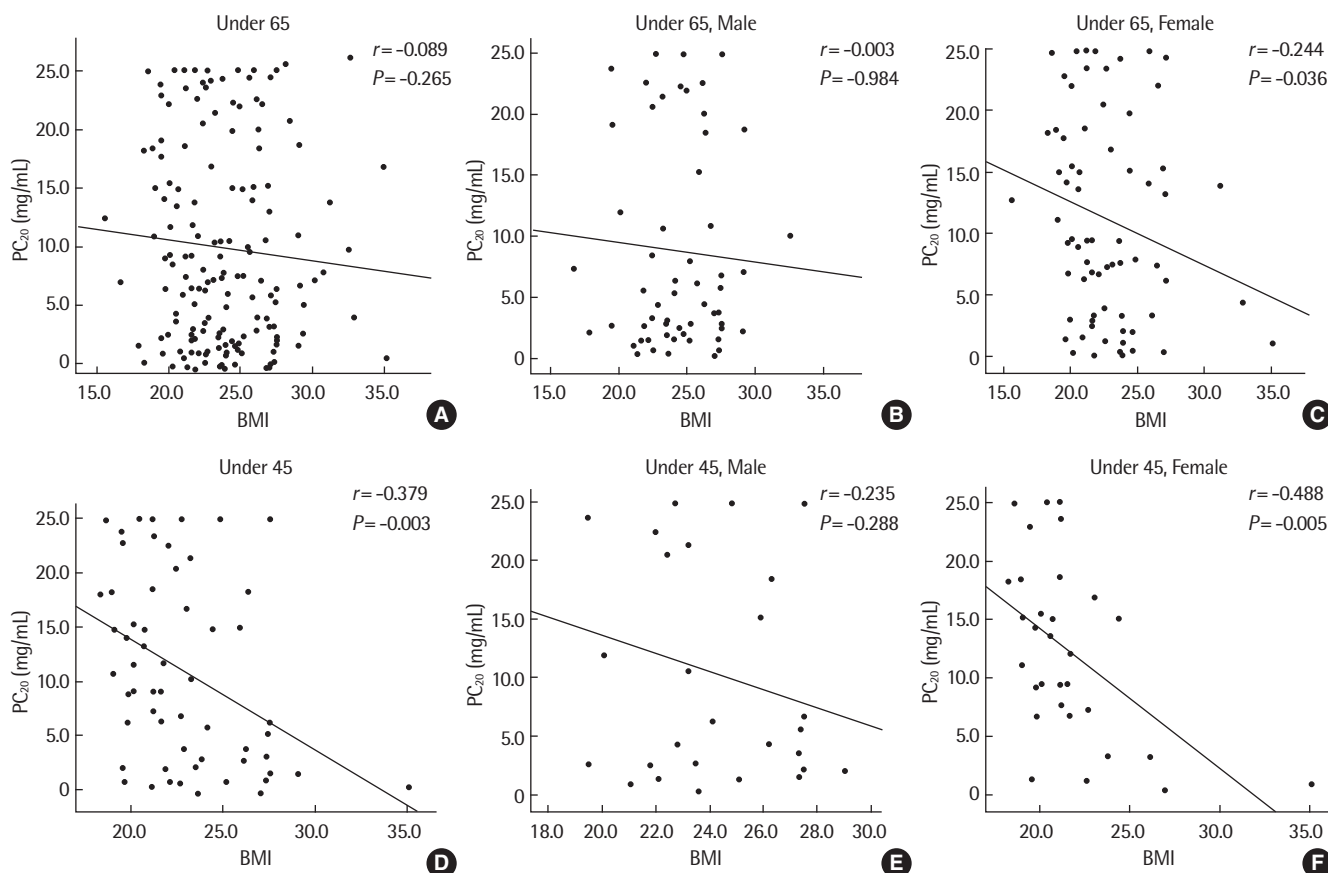 Under 65
r=-0.089
P=-0.265
PC20 (mg/mL)
25.0
20.0
15.0
10.0
5.0
0
15.0 20.0 25.0 30.0 35.0
BMI
A
Under 65, Male
r=-0.003
P=-0.984
PC20 (mg/mL)
25.0
20.0
15.0
10.0
5.0
0
15.0 20.0 25.0 30.0 35.0
BMI
B
Under 65, Female
r=-0.244
P=-0.036
PC20 (mg/mL)
25.0
20.0
15.0
10.0
5.0
0
15.0 20.0 25.0 30.0 35.0
BMI
C
Under 45
r=-0.379
P=-0.003
PC20 (mg/mL)
25.0
20.0
15.0
10.0
5.0
0
20.0 25.0 30.0 35.0
BMI
D
Under 45, Male
r=-0.235
P=-0.288
PC20 (mg/mL)
25.0
20.0
15.0
10.0
5.0
0
18.0 20.0 22.0 24.0 26.0 28.0 30.0
BMI
E
Under 45, Female
r=-0.488
P=-0.005
PC20 (mg/mL)
25.0
20.0
15.0
10.0
5.0
0
20.0 25.0 30.0 35.0
BMI
F